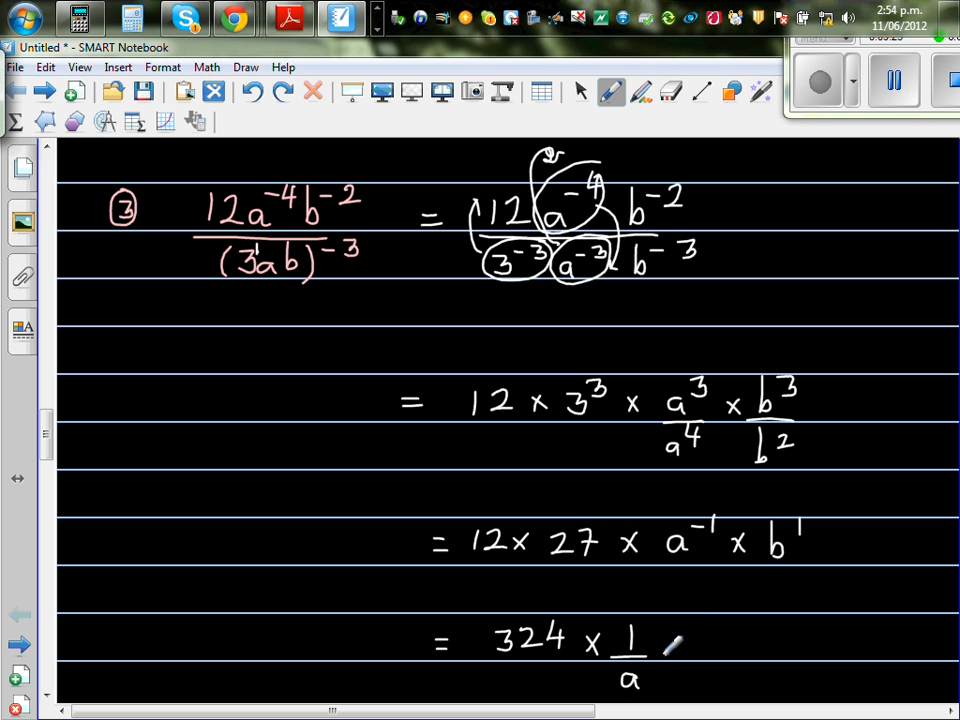 2:54 p.m.
11/06/2012
Untitled * - SMART Notebook
File Edit View Insert Format Math Draw Help
③ 12a⁻⁴b⁻² / (3¹ab)⁻³ = 12 a⁻⁴ b⁻² / 3⁻³ a⁻³ b⁻³
= 12 × 3³ × a³/a⁴ × b³/b²
= 12 × 27 × a⁻¹ × b¹
= 324 × 1/a